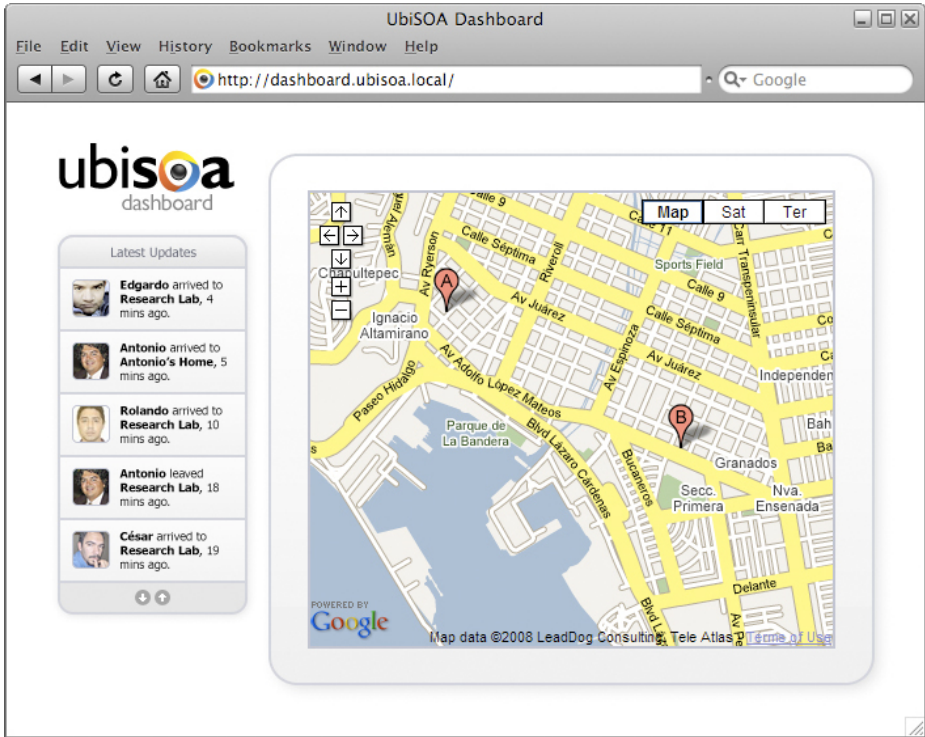 UbiSOA Dashboard
File Edit View History Bookmarks Window Help
http://dashboard.ubisoa.local/
Google
ubisoa
dashboard
Latest Updates
Edgardo arrived to
Research Lab, 4
mins ago.
Antonio arrived to
Antonio's Home, 5
mins ago.
Rolando arrived to
Research Lab, 10
mins ago.
Antonio leaved
Research Lab, 18
mins ago.
César arrived to
Research Lab, 19
mins ago.
Map Sat Ter
Calle 9
Calle 11
Calle Séptima
Av Ryerson
Riveroll
Carr Transpeninsular
Sports Field
Chapultepec
A
Calle 9
Av Juárez
Ignacio
Altamirano
Calle Séptima
Av Espinoza
Av Juárez
Av Adolfo López Mateos
Paseo Hidalgo
Independen
B
Bah
Parque de
La Bandera
Blvd Lázaro Cárdenas
Bucaneros
Granados
Secc.
Primera
Nva.
Ensenada
Delante
POWERED BY
Google
Map data ©2008 LeadDog Consulting, Tele Atlas
Terms of Use